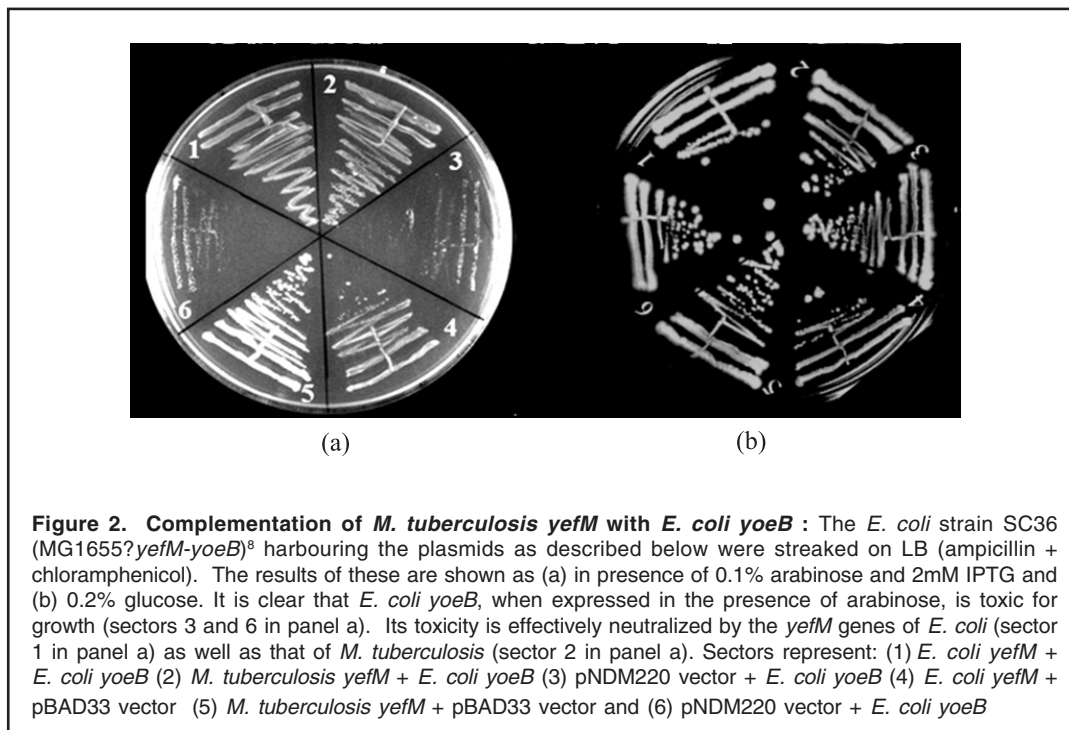 2
1
3
6
4
5
2
3
1
4
6
5
(a)
(b)
Figure 2. Complementation of M. tuberculosis yefM with E. coli yoeB : The E. coli strain SC36
(MG1655?yefM-yoeB)⁸ harbouring the plasmids as described below were streaked on LB (ampicillin +
chloramphenicol). The results of these are shown as (a) in presence of 0.1% arabinose and 2mM IPTG and
(b) 0.2% glucose. It is clear that E. coli yoeB, when expressed in the presence of arabinose, is toxic for
growth (sectors 3 and 6 in panel a). Its toxicity is effectively neutralized by the yefM genes of E. coli (sector
1 in panel a) as well as that of M. tuberculosis (sector 2 in panel a). Sectors represent: (1) E. coli yefM +
E. coli yoeB (2) M. tuberculosis yefM + E. coli yoeB (3) pNDM220 vector + E. coli yoeB (4) E. coli yefM +
pBAD33 vector (5) M. tuberculosis yefM + pBAD33 vector and (6) pNDM220 vector + E. coli yoeB